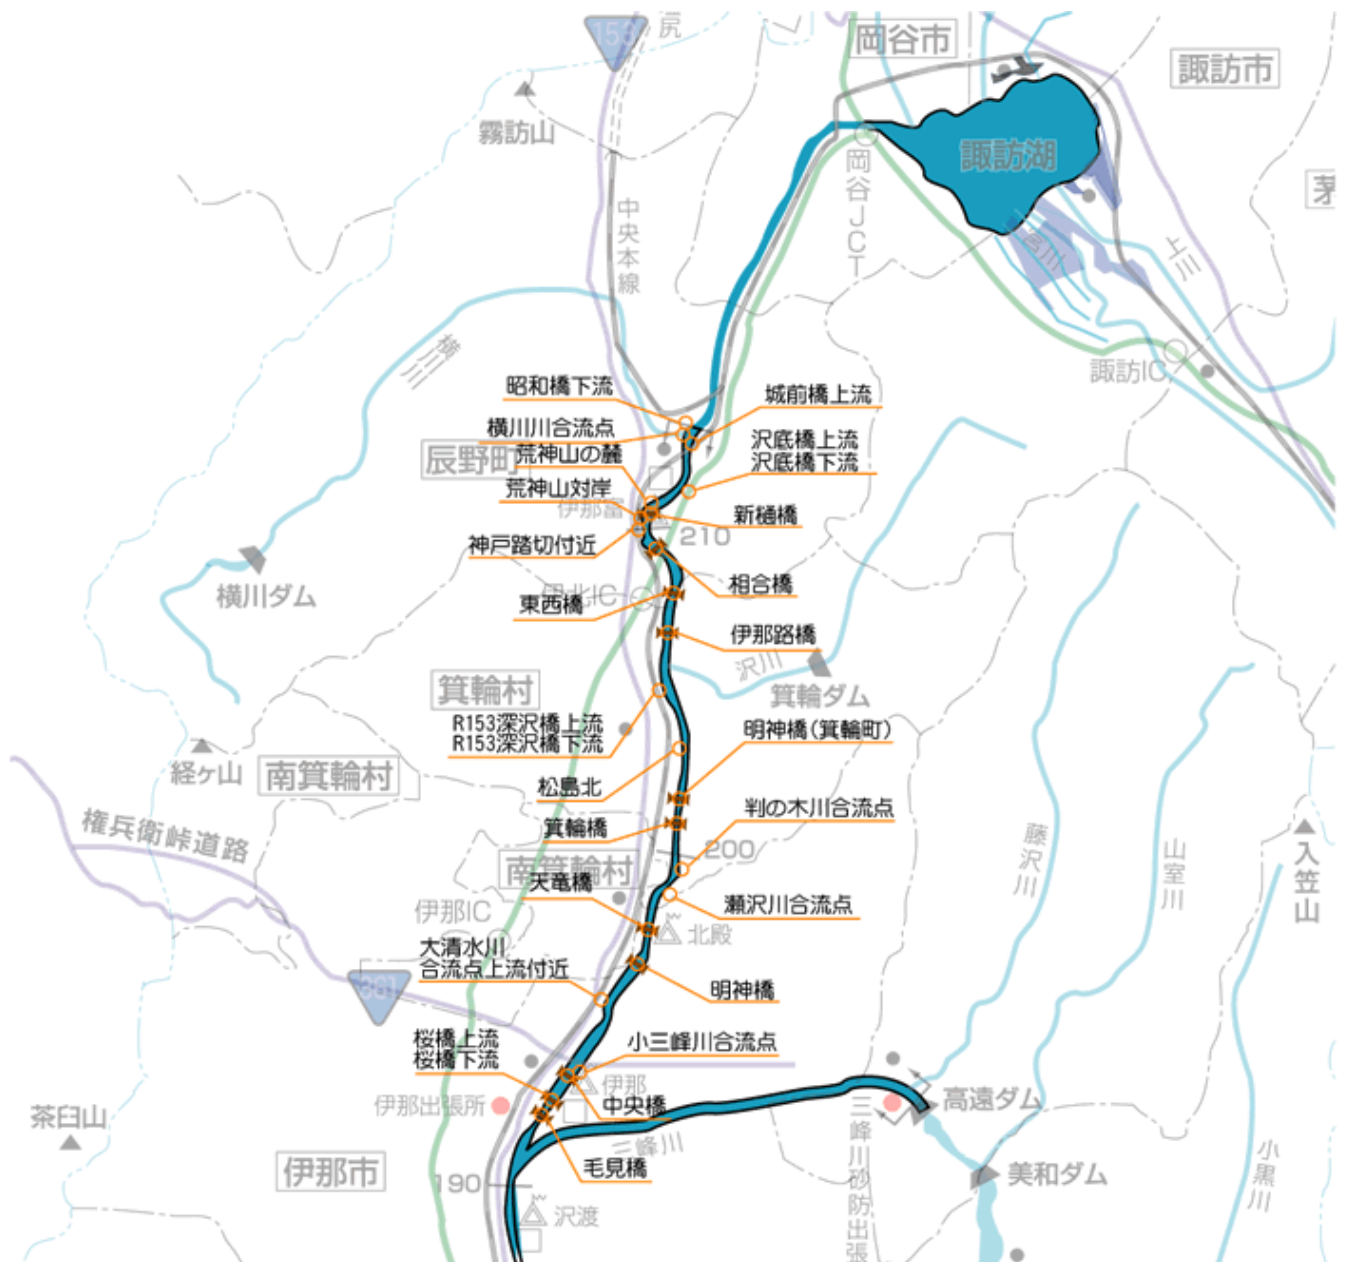 153
尻
岡谷市
諏訪市
霧訪山
諏訪湖
岡谷JCT
茅
中央本線
宮川
上川
横川
諏訪IC
昭和橋下流
城前橋上流
横川川合流点
沢底橋上流
沢底橋下流
辰野町
荒神山の麓
荒神山対岸
伊那富
新樋橋
210
神戸踏切付近
相合橋
伊北IC
東西橋
横川ダム
伊那路橋
沢川
箕輪ダム
箕輪村
R153深沢橋上流
R153深沢橋下流
明神橋(箕輪町)
経ヶ山
南箕輪村
松島北
判の木川合流点
権兵衛峠道路
箕輪橋
藤沢川
山室川
入笠山
200
南箕輪村
天竜橋
瀬沢川合流点
伊那IC
北殿
大清水川
合流点上流付近
明神橋
361
桜橋上流
桜橋下流
小三峰川合流点
伊那
伊那出張所
中央橋
高遠ダム
茶臼山
三峰川
三峰川砂防出張
毛見橋
伊那市
190
美和ダム
小黒川
沢渡